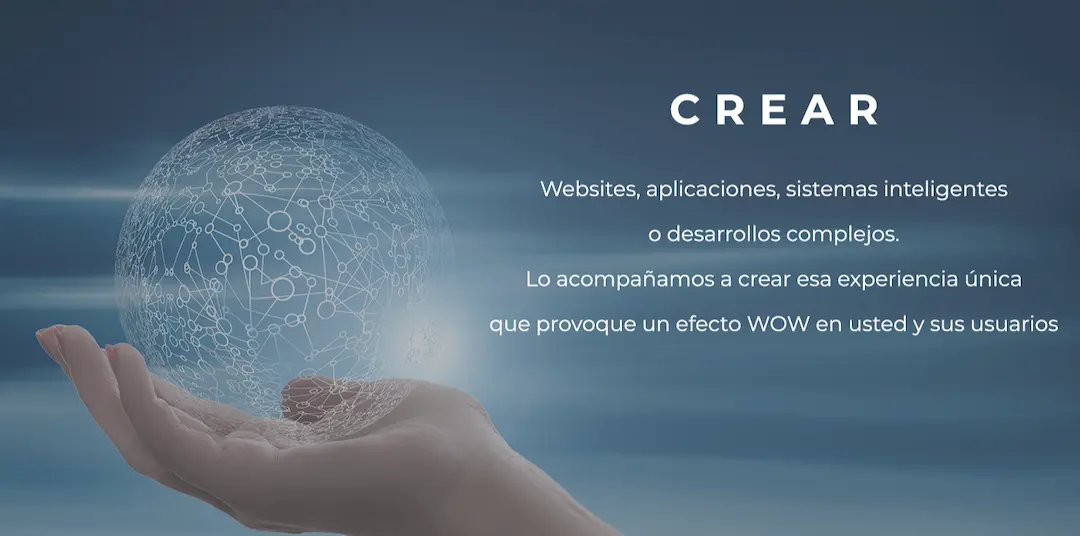 CREAR
Websites, aplicaciones, sistemas inteligentes
o desarrollos complejos.
Lo acompañamos a crear esa experiencia única
que provoque un efecto WOW en usted y sus usuarios